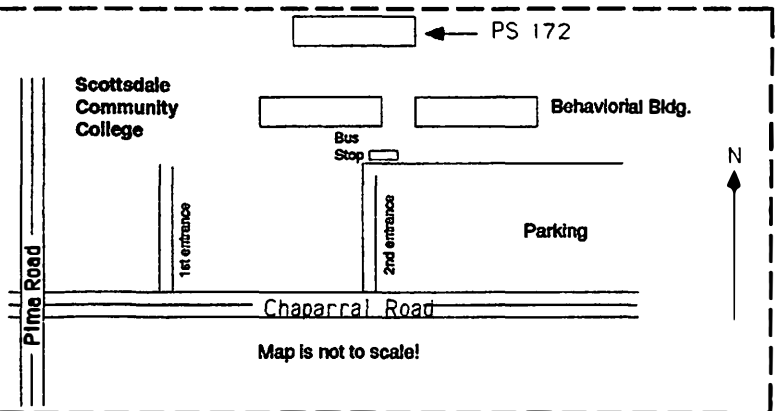 PS 172
Scottsdale
Community
College
Behaviorial Bldg.
Bus
Stop
N
1st entrance
2nd entrance
Parking
Pima Road
Chaparral Road
Map is not to scale!